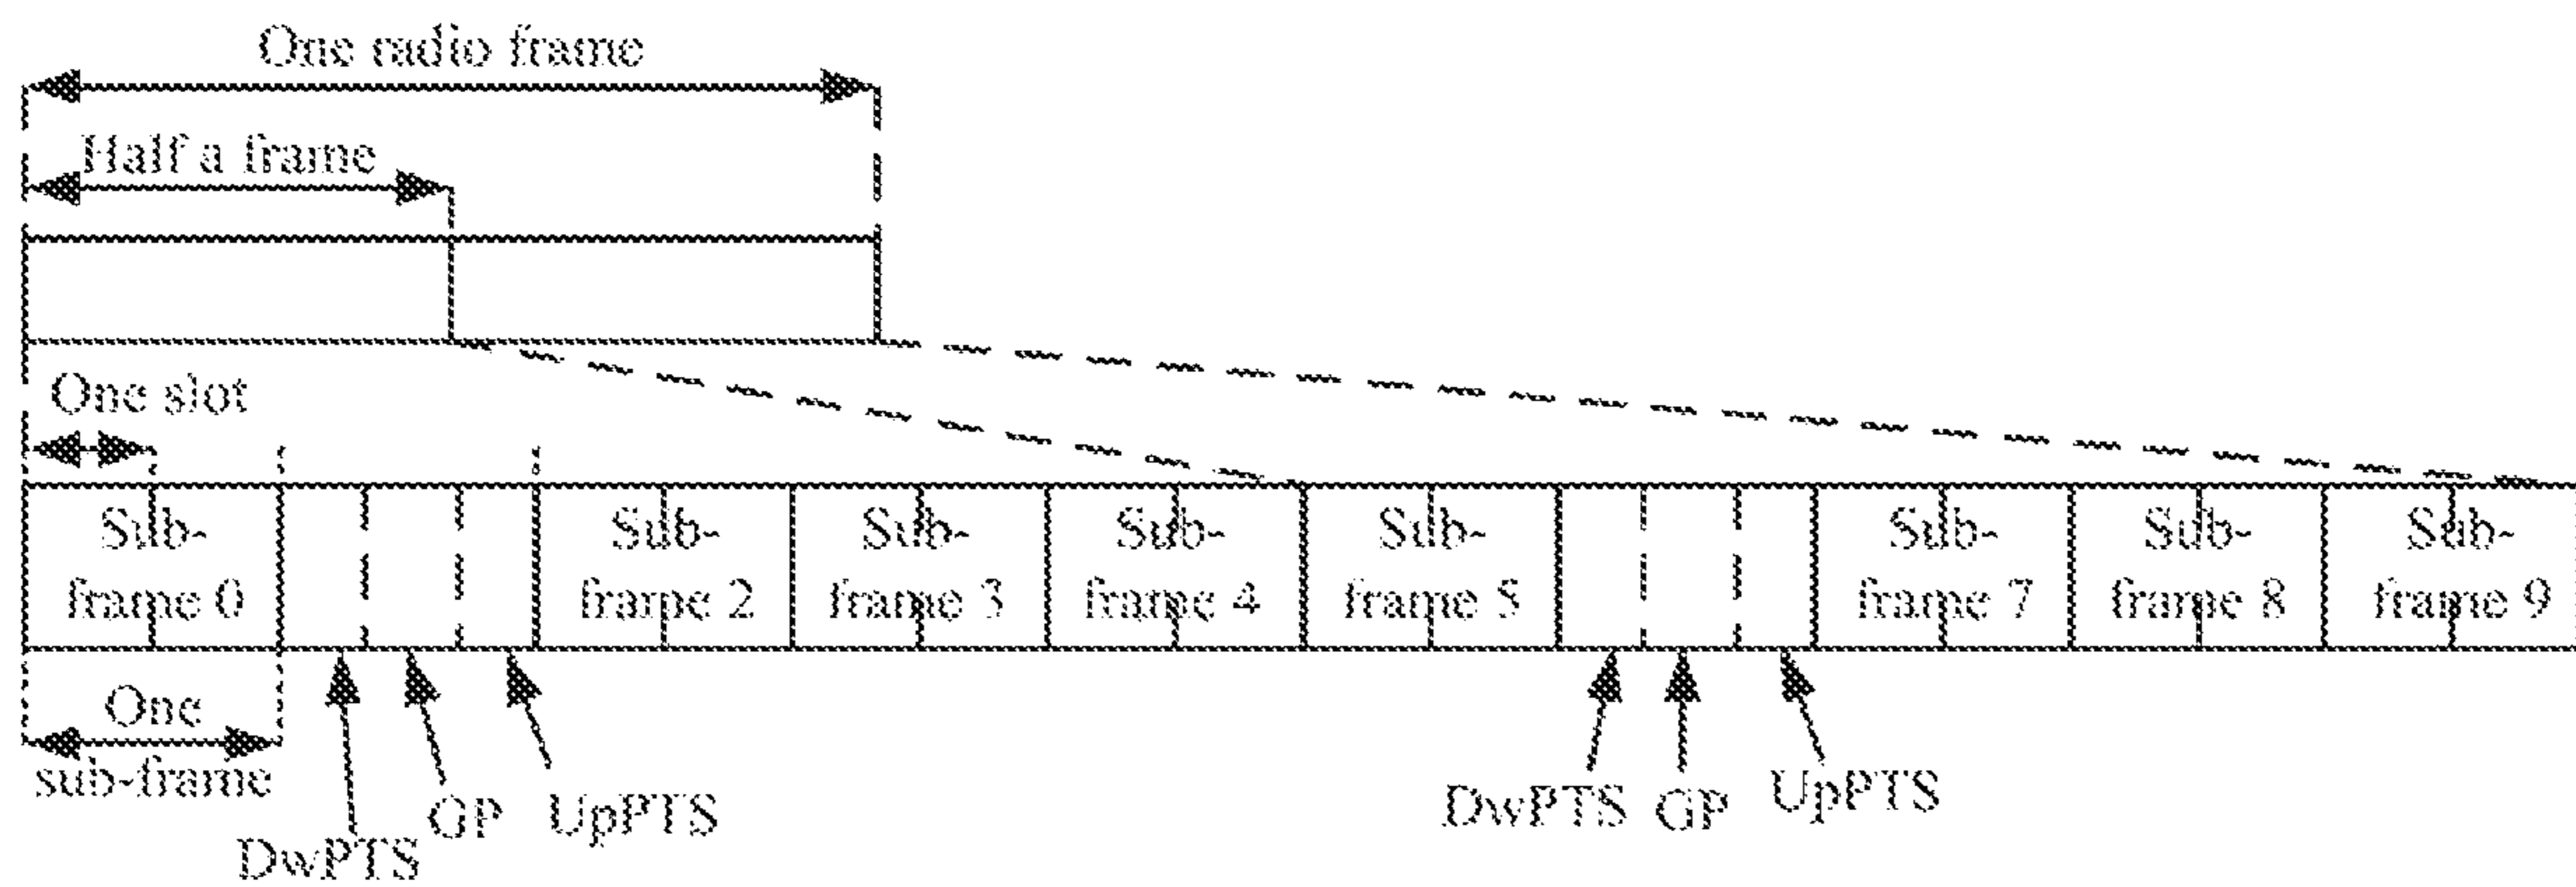 One radio frame
Half a frame
One slot
Sub-
frame 0
Sub-
frame 2
Sub-
frame 3
Sub-
frame 4
Sub-
frame 5
Sub-
frame 7
Sub-
frame 8
Sub-
frame 9
One
sub-frame
DwPTS
GP
UpPTS
DwPTS
GP
UpPTS